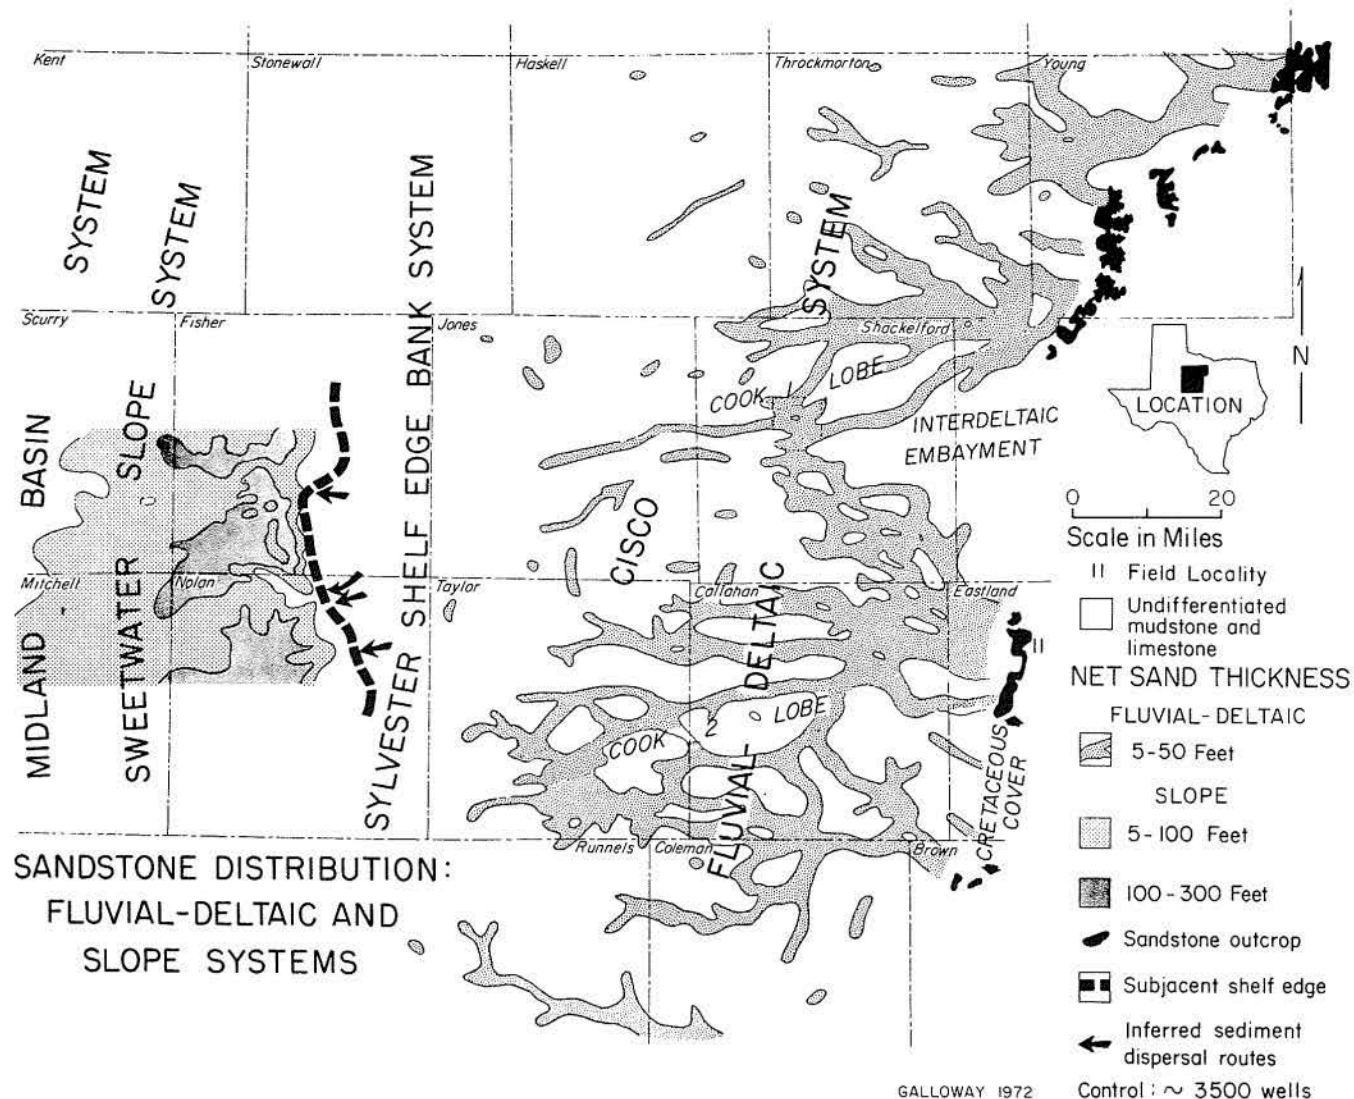 Kent
Stonewall
Haskell
Throckmorton
Young
SYSTEM
SYSTEM
SYSTEM
Scurry
Fisher
Jones
Shackelford
COOK 1 LOBE
INTERDELTAIC
EMBAYMENT
MIDLAND BASIN
SWEETWATER SLOPE
SYLVESTER SHELF EDGE BANK SYSTEM
CISCO
FLUVIAL-DELTAIC
Mitchell
Nolan
Taylor
Callahan
Eastland
COOK 2 LOBE
CRETACEOUS
COVER
Runnels
Coleman
Brown
N
LOCATION
0 20
Scale in Miles
II Field Locality
Undifferentiated
mudstone and
limestone
NET SAND THICKNESS
FLUVIAL-DELTAIC
5-50 Feet
SLOPE
5-100 Feet
100-300 Feet
Sandstone outcrop
Subjacent shelf edge
Inferred sediment
dispersal routes
SANDSTONE DISTRIBUTION:
FLUVIAL-DELTAIC AND
SLOPE SYSTEMS
GALLOWAY 1972
Control: ~ 3500 wells